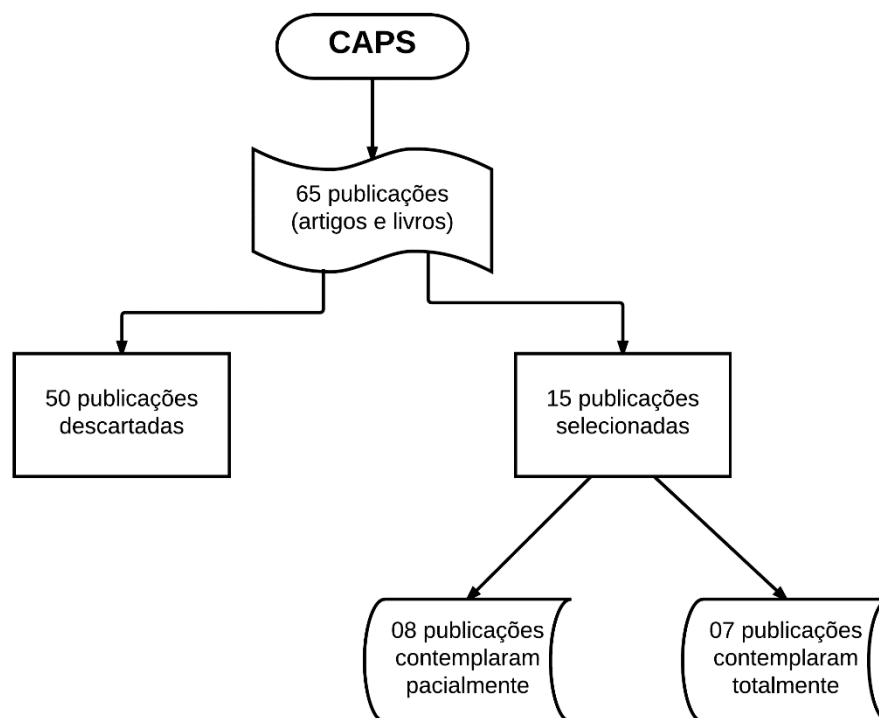 CAPS
65 publicações
(artigos e livros)
50 publicações
descartadas
15 publicações
selecionadas
08 publicações
contemplaram
pacialmente
07 publicações
contemplaram
totalmente